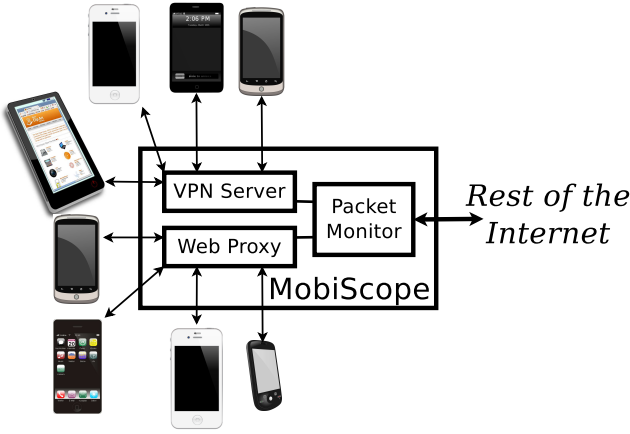 2:06 PM
VPN Server
Packet
Monitor
Rest of the
Internet
Web Proxy
MobiScope